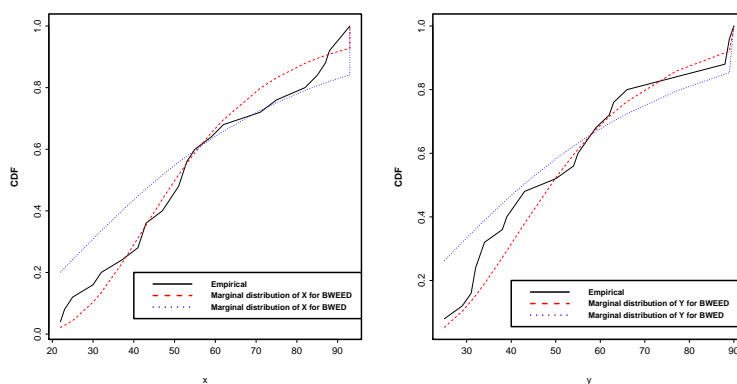 CDF
0.0
0.2
0.4
0.6
0.8
1.0
20 30 40 50 60 70 80 90
x
Empirical
Marginal distribution of X for BWEED
Marginal distribution of X for BWED
CDF
0.2
0.4
0.6
0.8
1.0
30 40 50 60 70 80 90
y
Empirical
Marginal distribution of Y for BWEED
Marginal distribution of Y for BWED